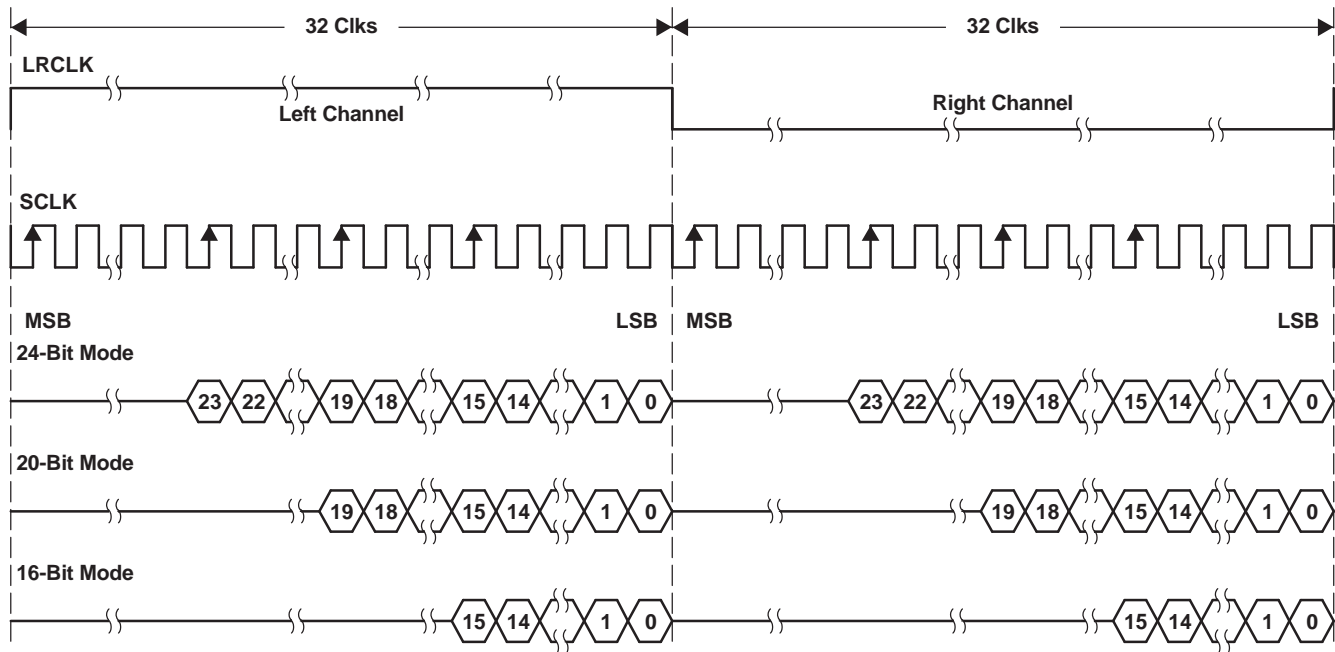 32 Clks 32 Clks
LRCLK
Left Channel Right Channel
SCLK
MSB LSB MSB LSB
24-Bit Mode
23 22 19 18 15 14 1 0 23 22 19 18 15 14 1 0
20-Bit Mode
19 18 15 14 1 0 19 18 15 14 1 0
16-Bit Mode
15 14 1 0 15 14 1 0